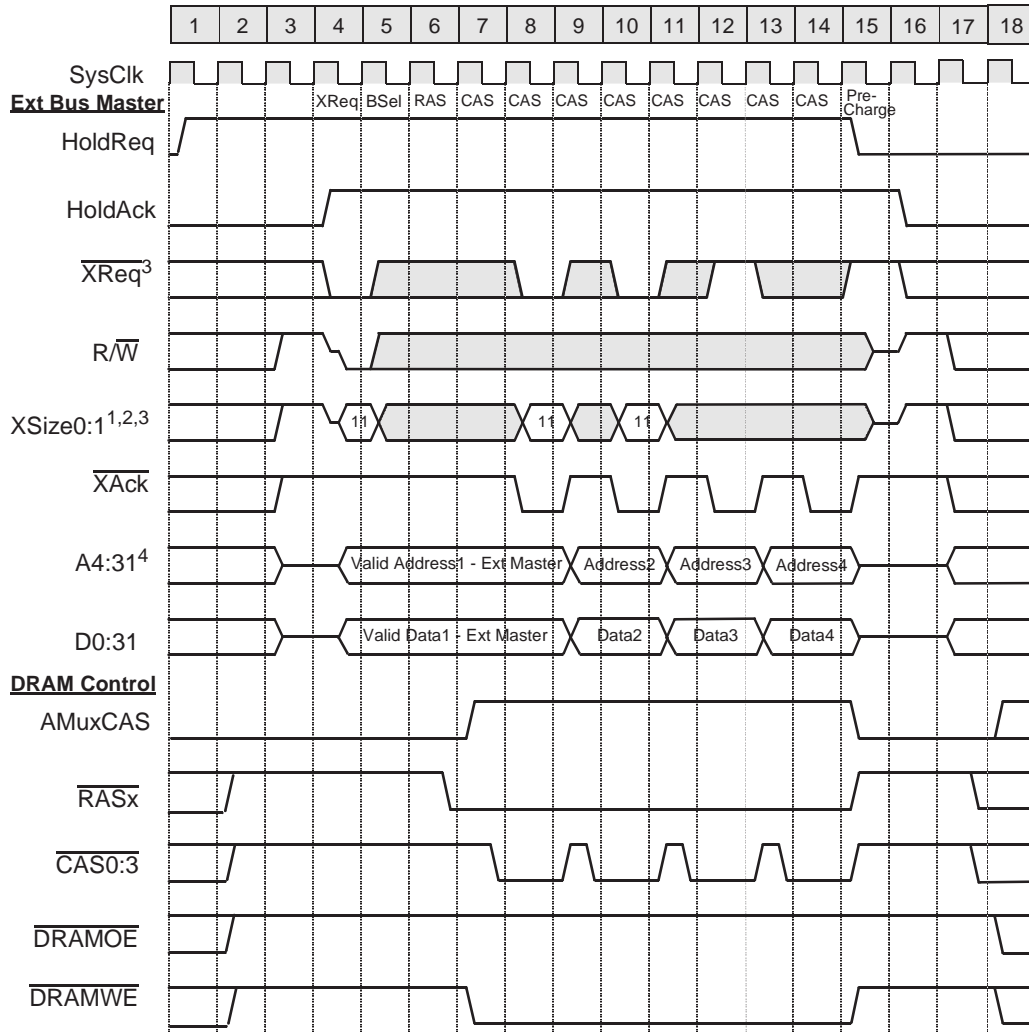 1 2 3 4 5 6 7 8 9 10 11 12 13 14 15 16 17 18
SysClk
Ext Bus Master
XReq BSel RAS CAS CAS CAS CAS CAS CAS CAS CAS Pre-
Charge
HoldReq
HoldAck
XReq3
R/W
XSize0:11,2,3
11 11 11
XAck
A4:314
Valid Address1 - Ext Master Address2 Address3 Address4
D0:31
Valid Data1 - Ext Master Data2 Data3 Data4
DRAM Control
AMuxCAS
RASx
CAS0:3
DRAMOE
DRAMWE